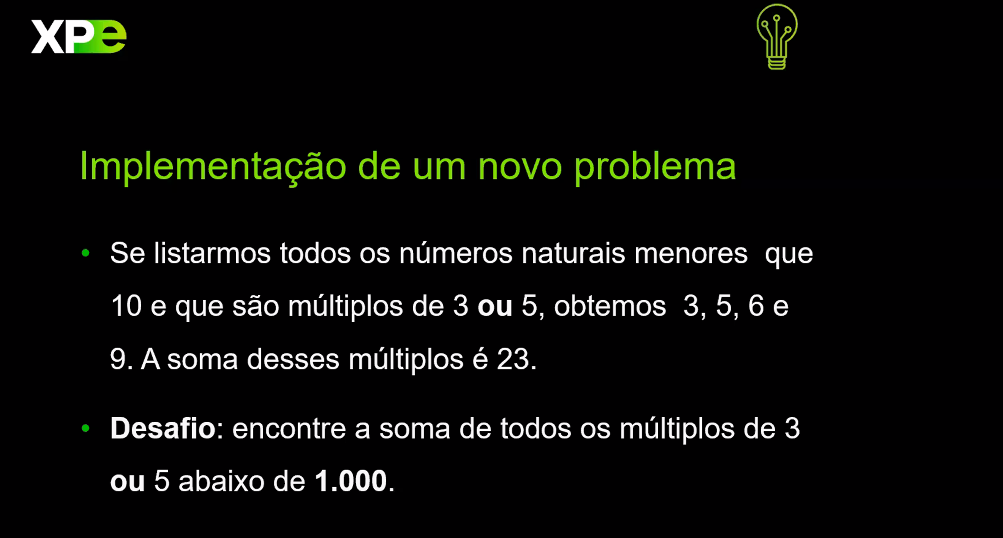 XPe
Implementação de um novo problema
• Se listarmos todos os números naturais menores que
10 e que são múltiplos de 3 ou 5, obtemos 3, 5, 6 e
9. A soma desses múltiplos é 23.
• Desafio: encontre a soma de todos os múltiplos de 3
ou 5 abaixo de 1.000.